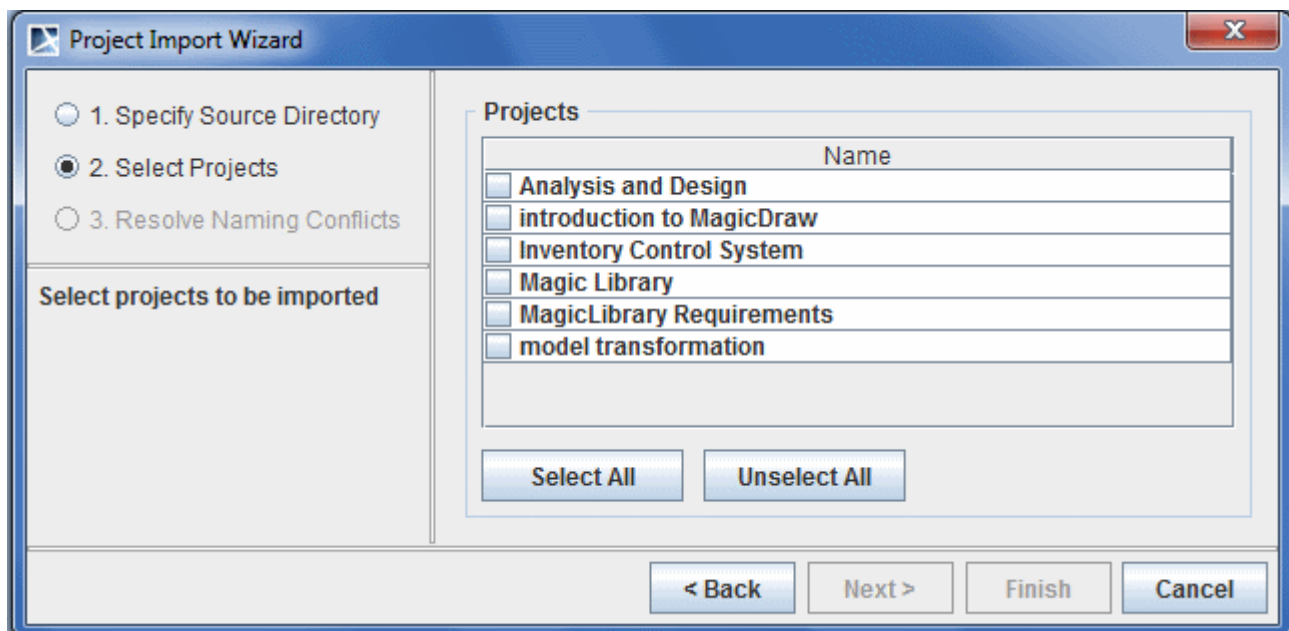 Project Import Wizard
1. Specify Source Directory
2. Select Projects
3. Resolve Naming Conflicts
Select projects to be imported
Projects
Name
Analysis and Design
introduction to MagicDraw
Inventory Control System
Magic Library
MagicLibrary Requirements
model transformation
Select All
Unselect All
< Back
Next >
Finish
Cancel